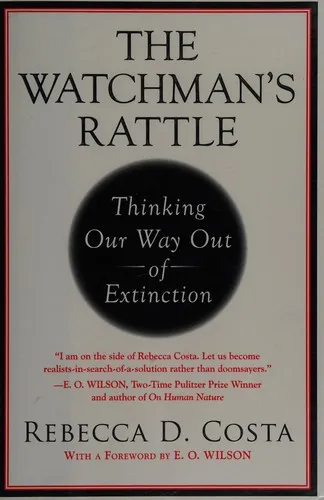 THE
WATCHMAN'S
RATTLE
Thinking
Our Way Out
of
Extinction
"I am on the side of Rebecca Costa. Let us become
realists-in-search-of-a-solution rather than doomsayers."
—E. O. WILSON, Two-Time Pulitzer Prize Winner
and author of On Human Nature
REBECCA D. COSTA
WITH A FOREWORD BY E. O. WILSON